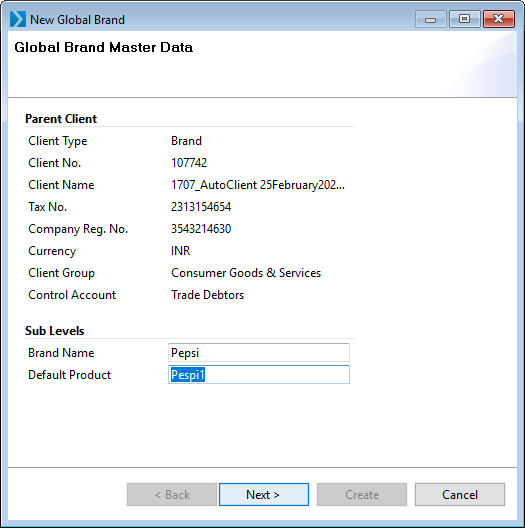 New Global Brand
Global Brand Master Data
Parent Client
Client Type Brand
Client No. 107742
Client Name 1707_AutoClient 25February202...
Tax No. 2313154654
Company Reg. No. 3543214630
Currency INR
Client Group Consumer Goods & Services
Control Account Trade Debtors
Sub Levels
Brand Name Pepsi
Default Product Pespi1
< Back Next > Create Cancel